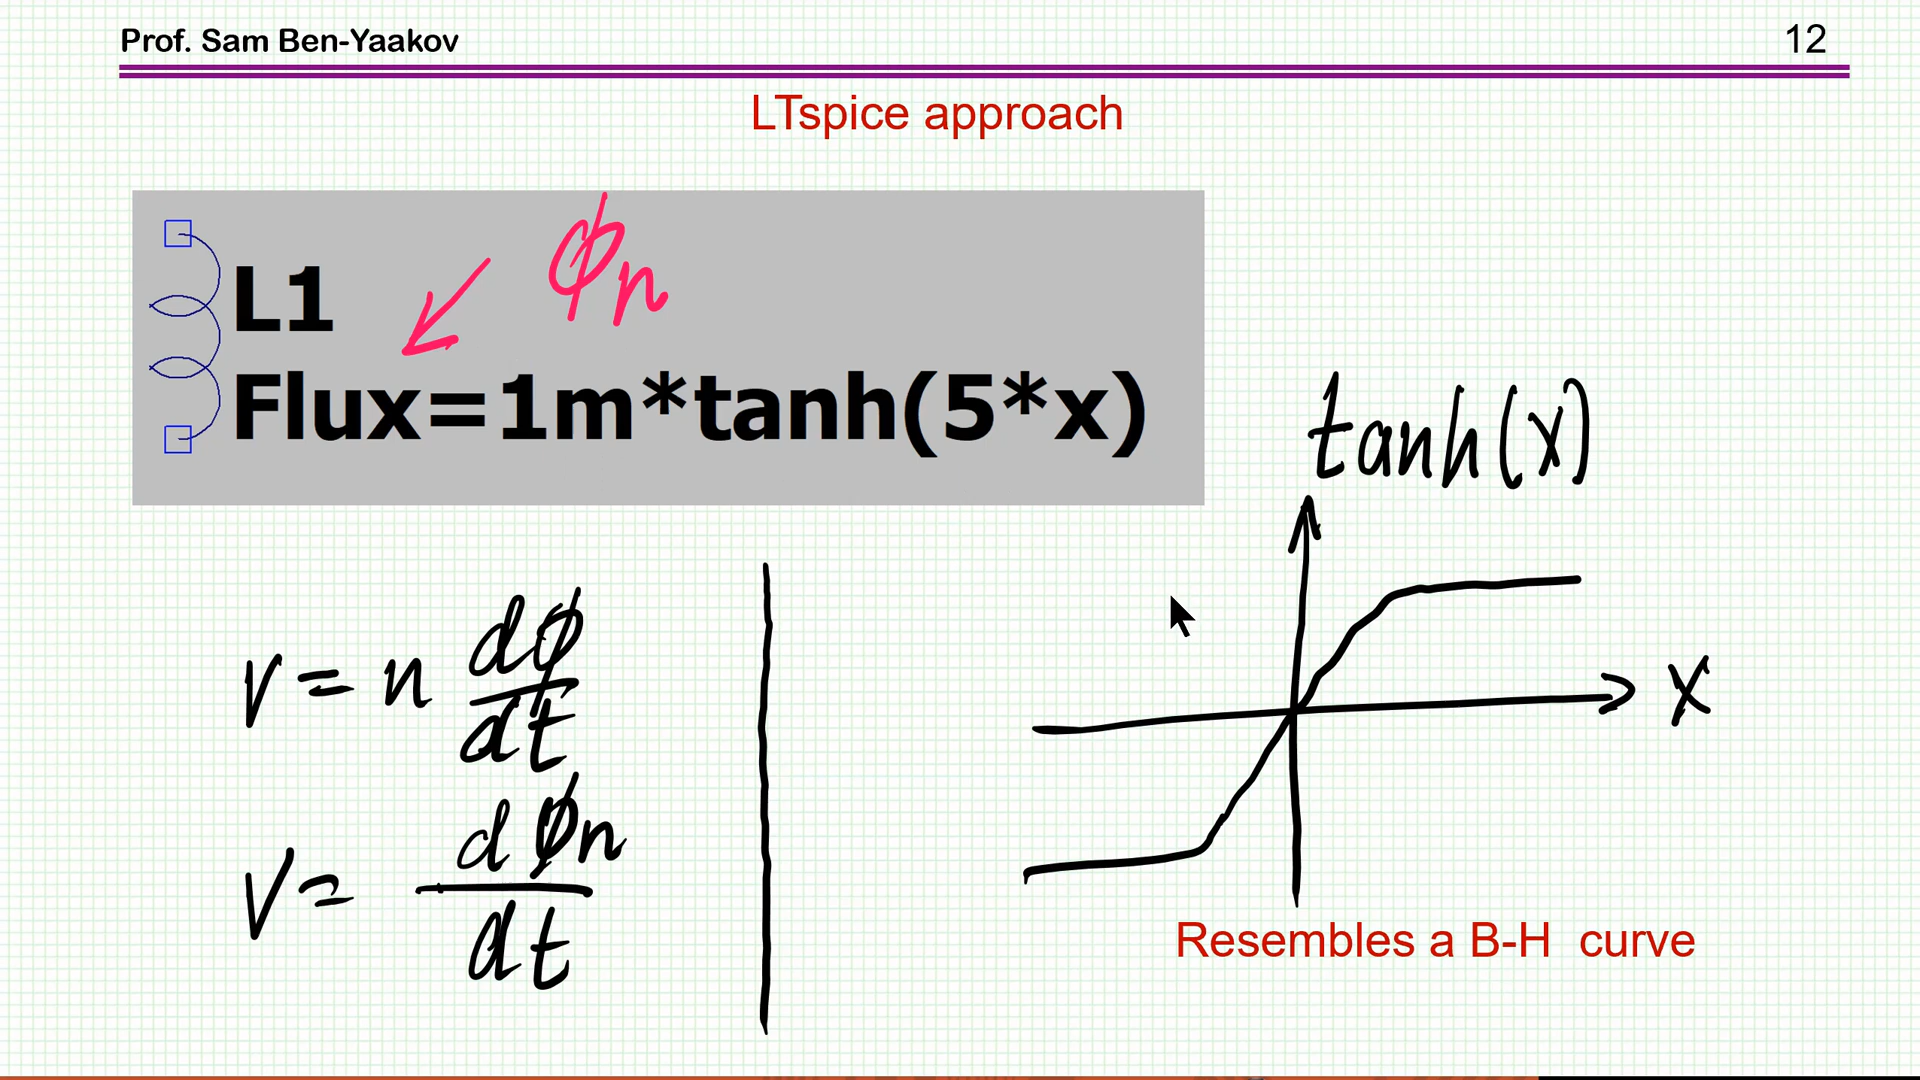 Prof. Sam Ben-Yaakov 12
LTspice approach
ϕn
L1
Flux=1m*tanh(5*x)
tanh(x)
x
v = n dϕ/dt
v = dϕn/dt
Resembles a B-H curve